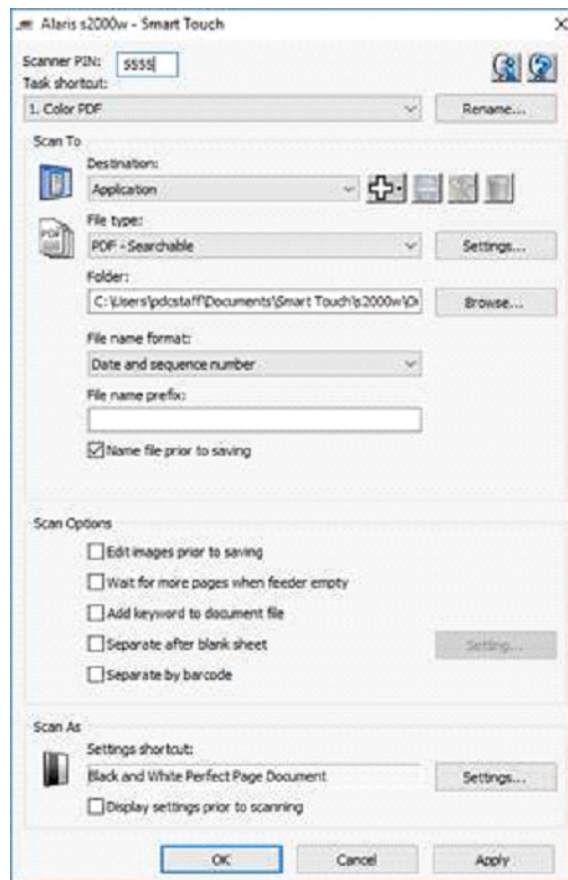 Alaris s2000w - Smart Touch
Scanner PIN: 5555
Task shortcut:
1. Color PDF
Rename...
Scan To
Destination:
Application
File type:
PDF - Searchable
Settings...
Folder:
C:\Users\pdcstaff\Documents\Smart Touch\s2000w\
Browse...
File name format:
Date and sequence number
File name prefix:
Name file prior to saving
Scan Options
Edit images prior to saving
Wait for more pages when feeder empty
Add keyword to document file
Separate after blank sheet
Setting...
Separate by barcode
Scan As
Settings shortcut:
Black and White Perfect Page Document
Settings...
Display settings prior to scanning
OK
Cancel
Apply